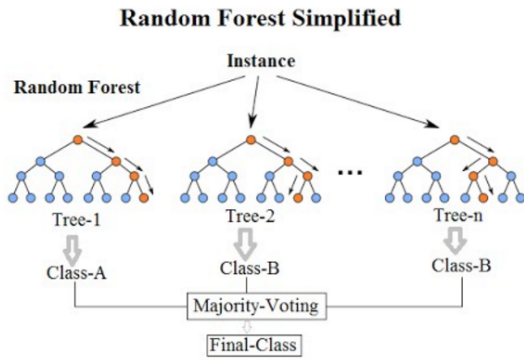 Random Forest Simplified
Instance
Random Forest
...
Tree-1
Tree-2
Tree-n
Class-A
Class-B
Class-B
Majority-Voting
Final-Class